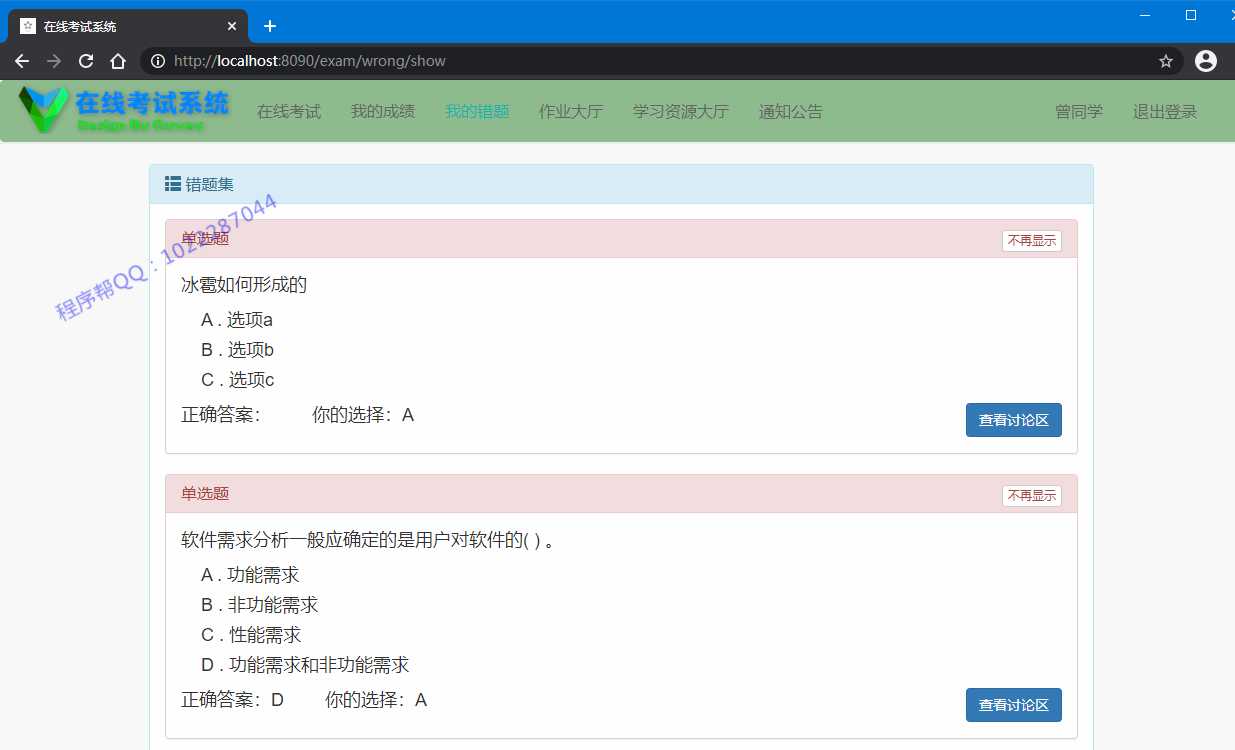 在线考试系统
http://localhost:8090/exam/wrong/show
在线考试系统 在线考试 我的成绩 我的错题 作业大厅 学习资源大厅 通知公告 曾同学 退出登录
Design By Corvey
错题集
程序帮QQ：1022287044
单选题 不再显示
冰雹如何形成的
A . 选项a
B . 选项b
C . 选项c
正确答案： 你的选择：A 查看讨论区
单选题 不再显示
软件需求分析一般应确定的是用户对软件的( ) 。
A . 功能需求
B . 非功能需求
C . 性能需求
D . 功能需求和非功能需求
正确答案：D 你的选择：A 查看讨论区